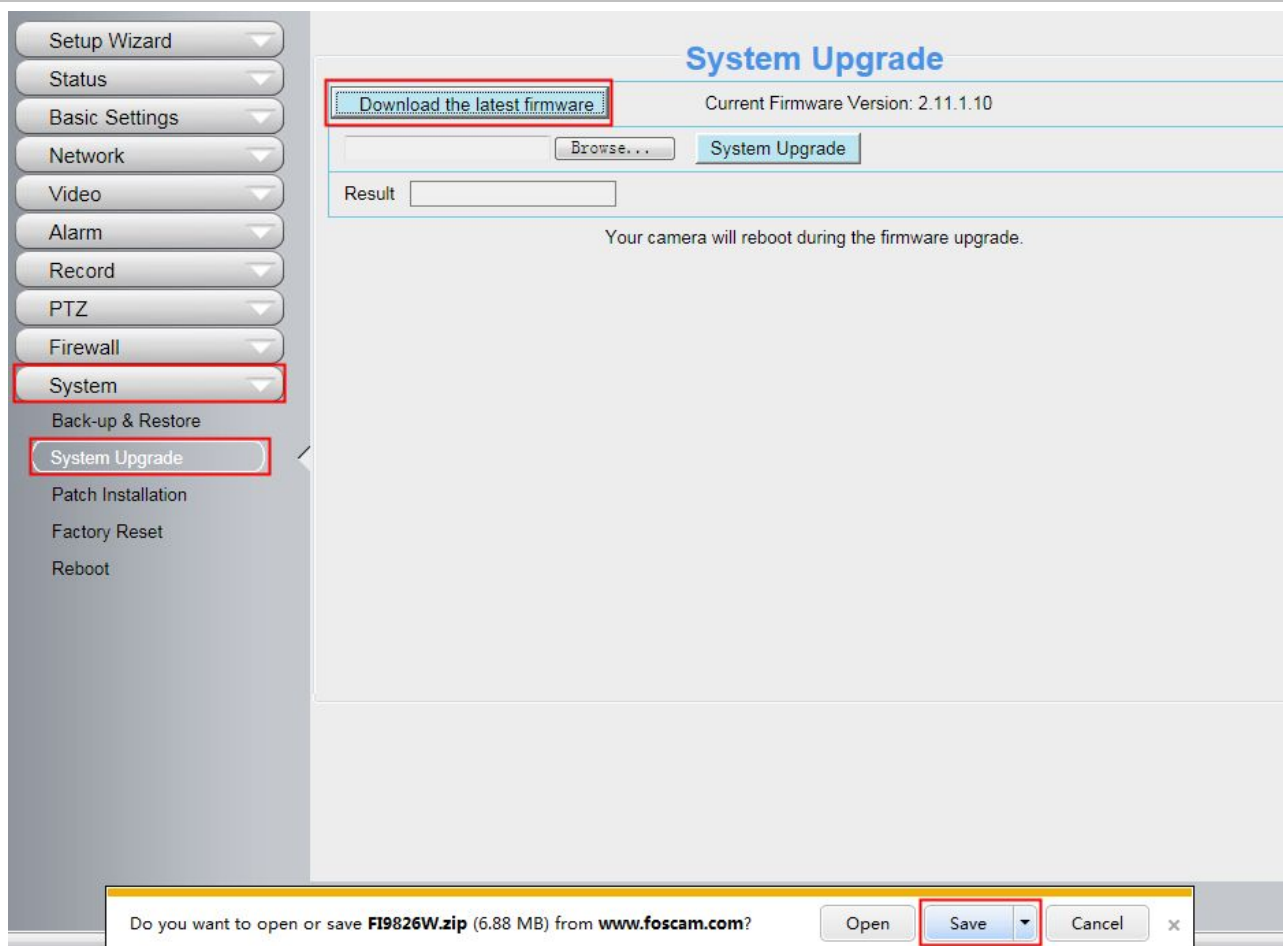 Setup Wizard
Status
Basic Settings
Network
Video
Alarm
Record
PTZ
Firewall
System
Back-up & Restore
System Upgrade
Patch Installation
Factory Reset
Reboot
System Upgrade
Download the latest firmware Current Firmware Version: 2.11.1.10
Browse... System Upgrade
Result
Your camera will reboot during the firmware upgrade.
Do you want to open or save FI9826W.zip (6.88 MB) from www.foscam.com? Open Save Cancel ×